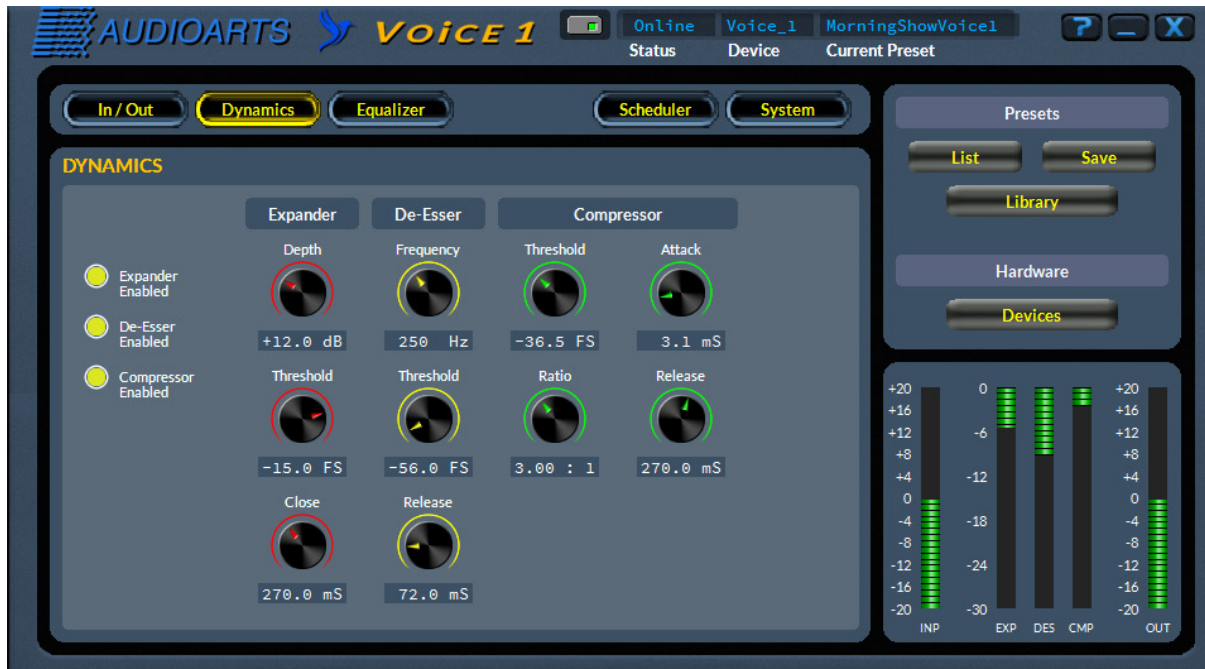 AUDIOARTS VOICE 1 Online Voice_1 MorningShowVoice1 ? _ X
Status Device Current Preset
In / Out Dynamics Equalizer Scheduler System
DYNAMICS
Expander De-Esser Compressor
Depth Frequency Threshold Attack
Expander
Enabled
De-Esser
Enabled
+12.0 dB 250 Hz -36.5 FS 3.1 mS
Compressor
Enabled
Threshold Threshold Ratio Release
-15.0 FS -56.0 FS 3.00 : 1 270.0 mS
Close Release
270.0 mS 72.0 mS
Presets
List Save
Library
Hardware
Devices
+20 0 +20
+16 +16
+12 -6 +12
+8 +8
+4 -12 +4
0 0
-4 -18 -4
-8 -8
-12 -24 -12
-16 -16
-20 -30 -20
INP EXP DES CMP OUT